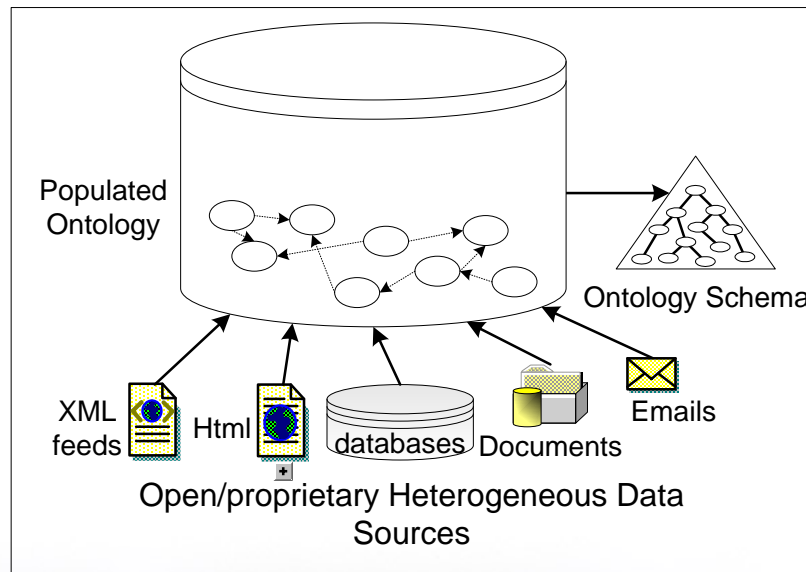 Populated
Ontology
Ontology Schema
XML
feeds
Html
databases
Documents
Emails
Open/proprietary Heterogeneous Data
Sources